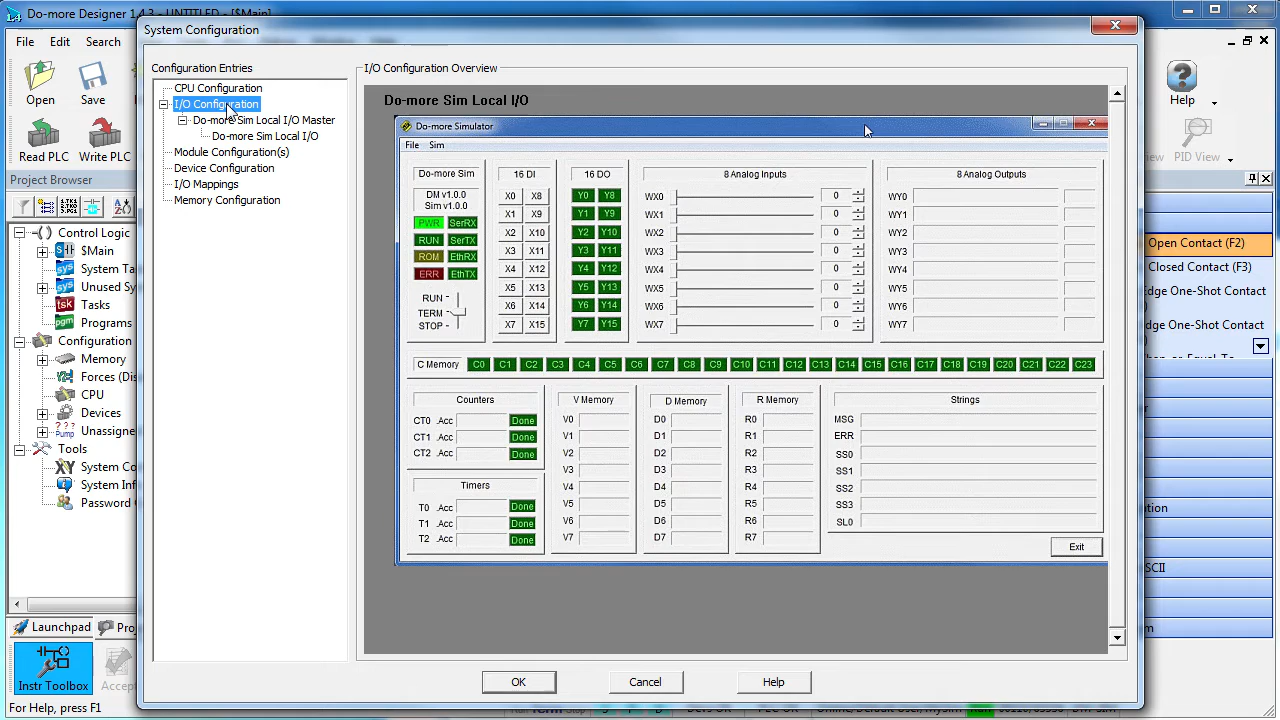 Do-more Designer 1.4.3 - UNTITLED - [$Main]
System Configuration
File Edit Search
Open Save
Help
Read PLC Write PLC
PID View
Project Browser
Control Logic
$Main
System Ta
Unused Sy
Tasks
Programs
Configuration
Memory
Forces (Dis
CPU
Devices
Unassigne
Tools
System Co
System Inf
Password C
Launchpad
Instr Toolbox
Accep
For Help, press F1
Configuration Entries
CPU Configuration
I/O Configuration
Do-more Sim Local I/O Master
Do-more Sim Local I/O
Module Configuration(s)
Device Configuration
I/O Mappings
Memory Configuration
I/O Configuration Overview
Do-more Sim Local I/O
Do-more Simulator
File Sim
Do-more Sim
DM v1.0.0
Sim v1.0.0
PWR SerRX
RUN SerTX
ROM EthRX
ERR EthTX
RUN
TERM
STOP
16 DI
X0 X8
X1 X9
X2 X10
X3 X11
X4 X12
X5 X13
X6 X14
X7 X15
16 DO
Y0 Y8
Y1 Y9
Y2 Y10
Y3 Y11
Y4 Y12
Y5 Y13
Y6 Y14
Y7 Y15
8 Analog Inputs
WX0 0
WX1 0
WX2 0
WX3 0
WX4 0
WX5 0
WX6 0
WX7 0
8 Analog Outputs
WY0
WY1
WY2
WY3
WY4
WY5
WY6
WY7
C Memory C0 C1 C2 C3 C4 C5 C6 C7 C8 C9 C10 C11 C12 C13 C14 C15 C16 C17 C18 C19 C20 C21 C22 C23
Counters
CT0 .Acc Done
CT1 .Acc Done
CT2 .Acc Done
Timers
T0 .Acc Done
T1 .Acc Done
T2 .Acc Done
V Memory
V0
V1
V2
V3
V4
V5
V6
V7
D Memory
D0
D1
D2
D3
D4
D5
D6
D7
R Memory
R0
R1
R2
R3
R4
R5
R6
R7
Strings
MSG
ERR
SS0
SS1
SS2
SS3
SL0
Exit
OK Cancel Help
Open Contact (F2)
Closed Contact (F3)
Edge One-Shot Contact
Edge One-Shot Contact